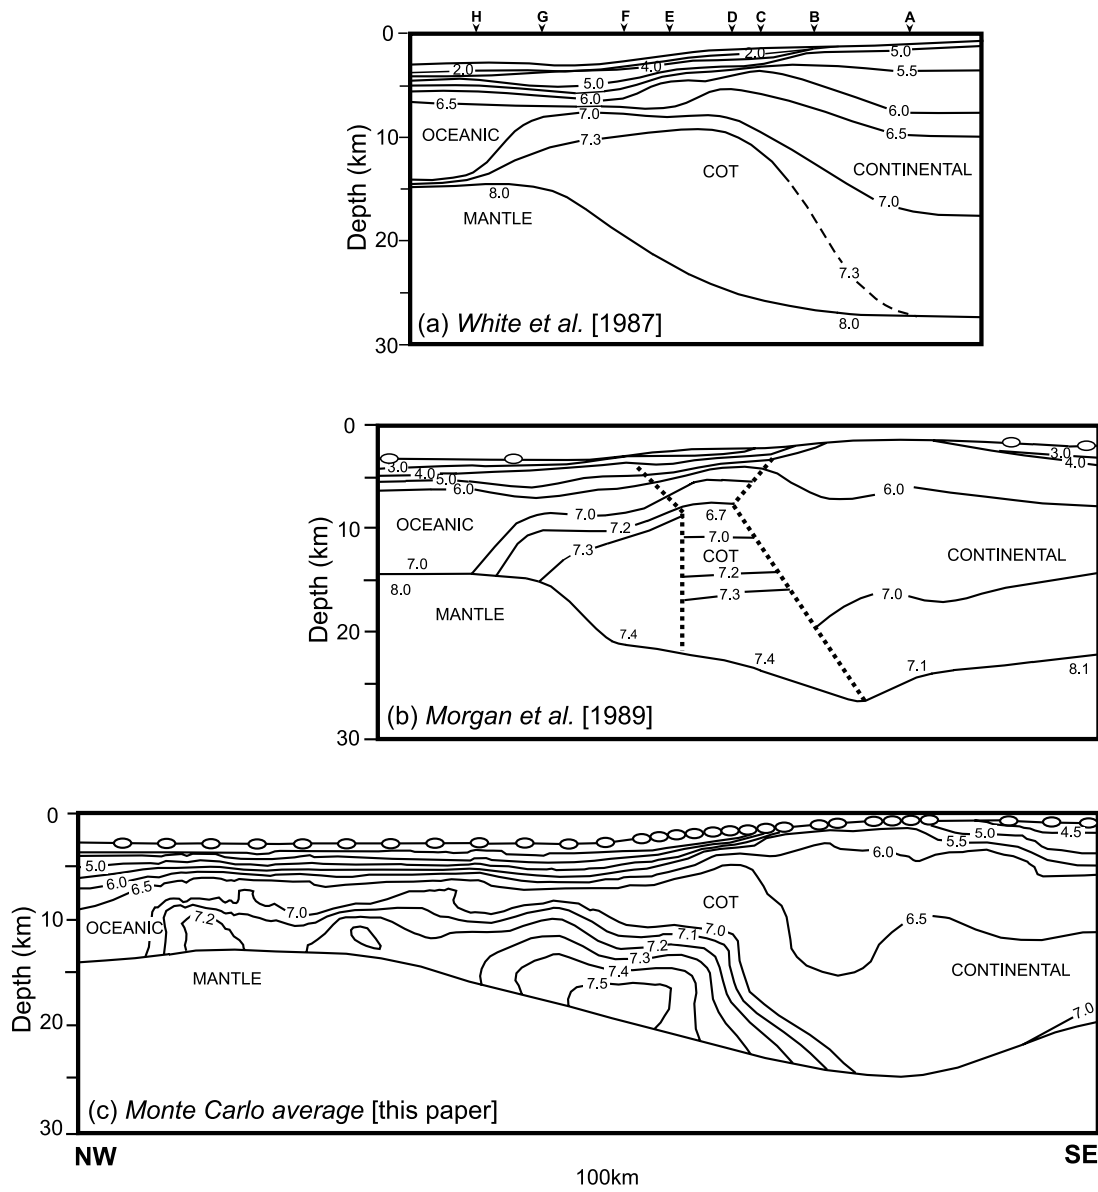 H G F E D C B A
0
10
20
30
Depth (km)
2.0 4.0 2.0 5.0
5.0 5.5
6.5 6.0 6.0
7.0 6.5
OCEANIC 7.3
COT CONTINENTAL
8.0 7.0
MANTLE
7.3
8.0
(a) White et al. [1987]
0
10
20
30
Depth (km)
3.0 3.0
4.0 4.0
5.0
6.0 6.0
OCEANIC 7.0 6.7
7.2 7.0
7.3 COT CONTINENTAL
7.0 7.2
8.0 7.3 7.0
MANTLE
7.4 7.4 7.1 8.1
(b) Morgan et al. [1989]
0
10
20
30
Depth (km)
5.0 5.0 4.5
5.5
6.0 6.5 6.0
7.2 7.0 COT 6.5
OCEANIC 7.1 7.0
7.2
7.3
MANTLE 7.4 CONTINENTAL
7.5
7.0
(c) Monte Carlo average [this paper]
NW SE
100km